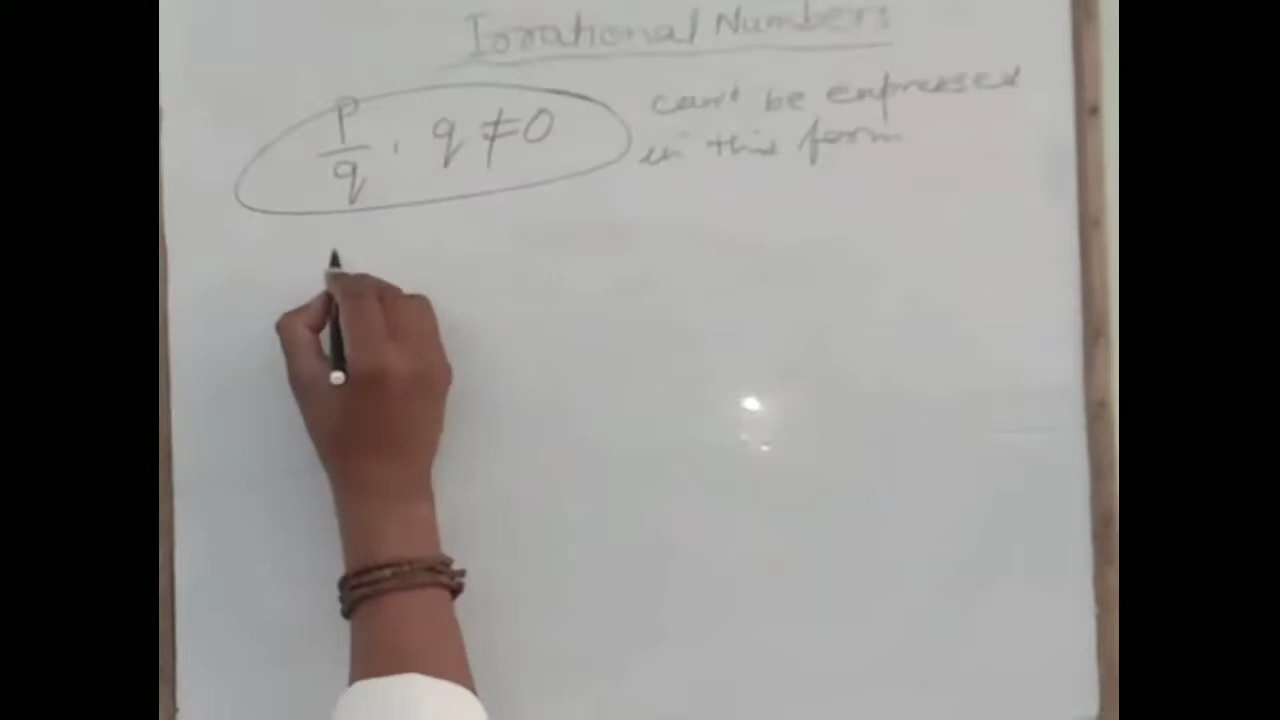 Irrational Numbers
p/q , q ≠ 0 can't be expressed
in this form